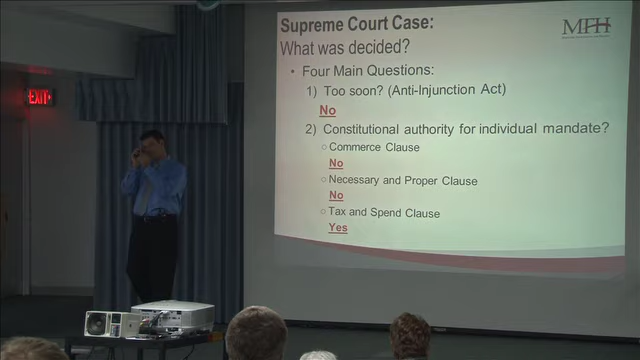 Supreme Court Case:
MFH
What was decided?
• Four Main Questions:
1) Too soon? (Anti-Injunction Act)
No
EXIT
2) Constitutional authority for individual mandate?
○Commerce Clause
No
○Necessary and Proper Clause
No
○Tax and Spend Clause
Yes